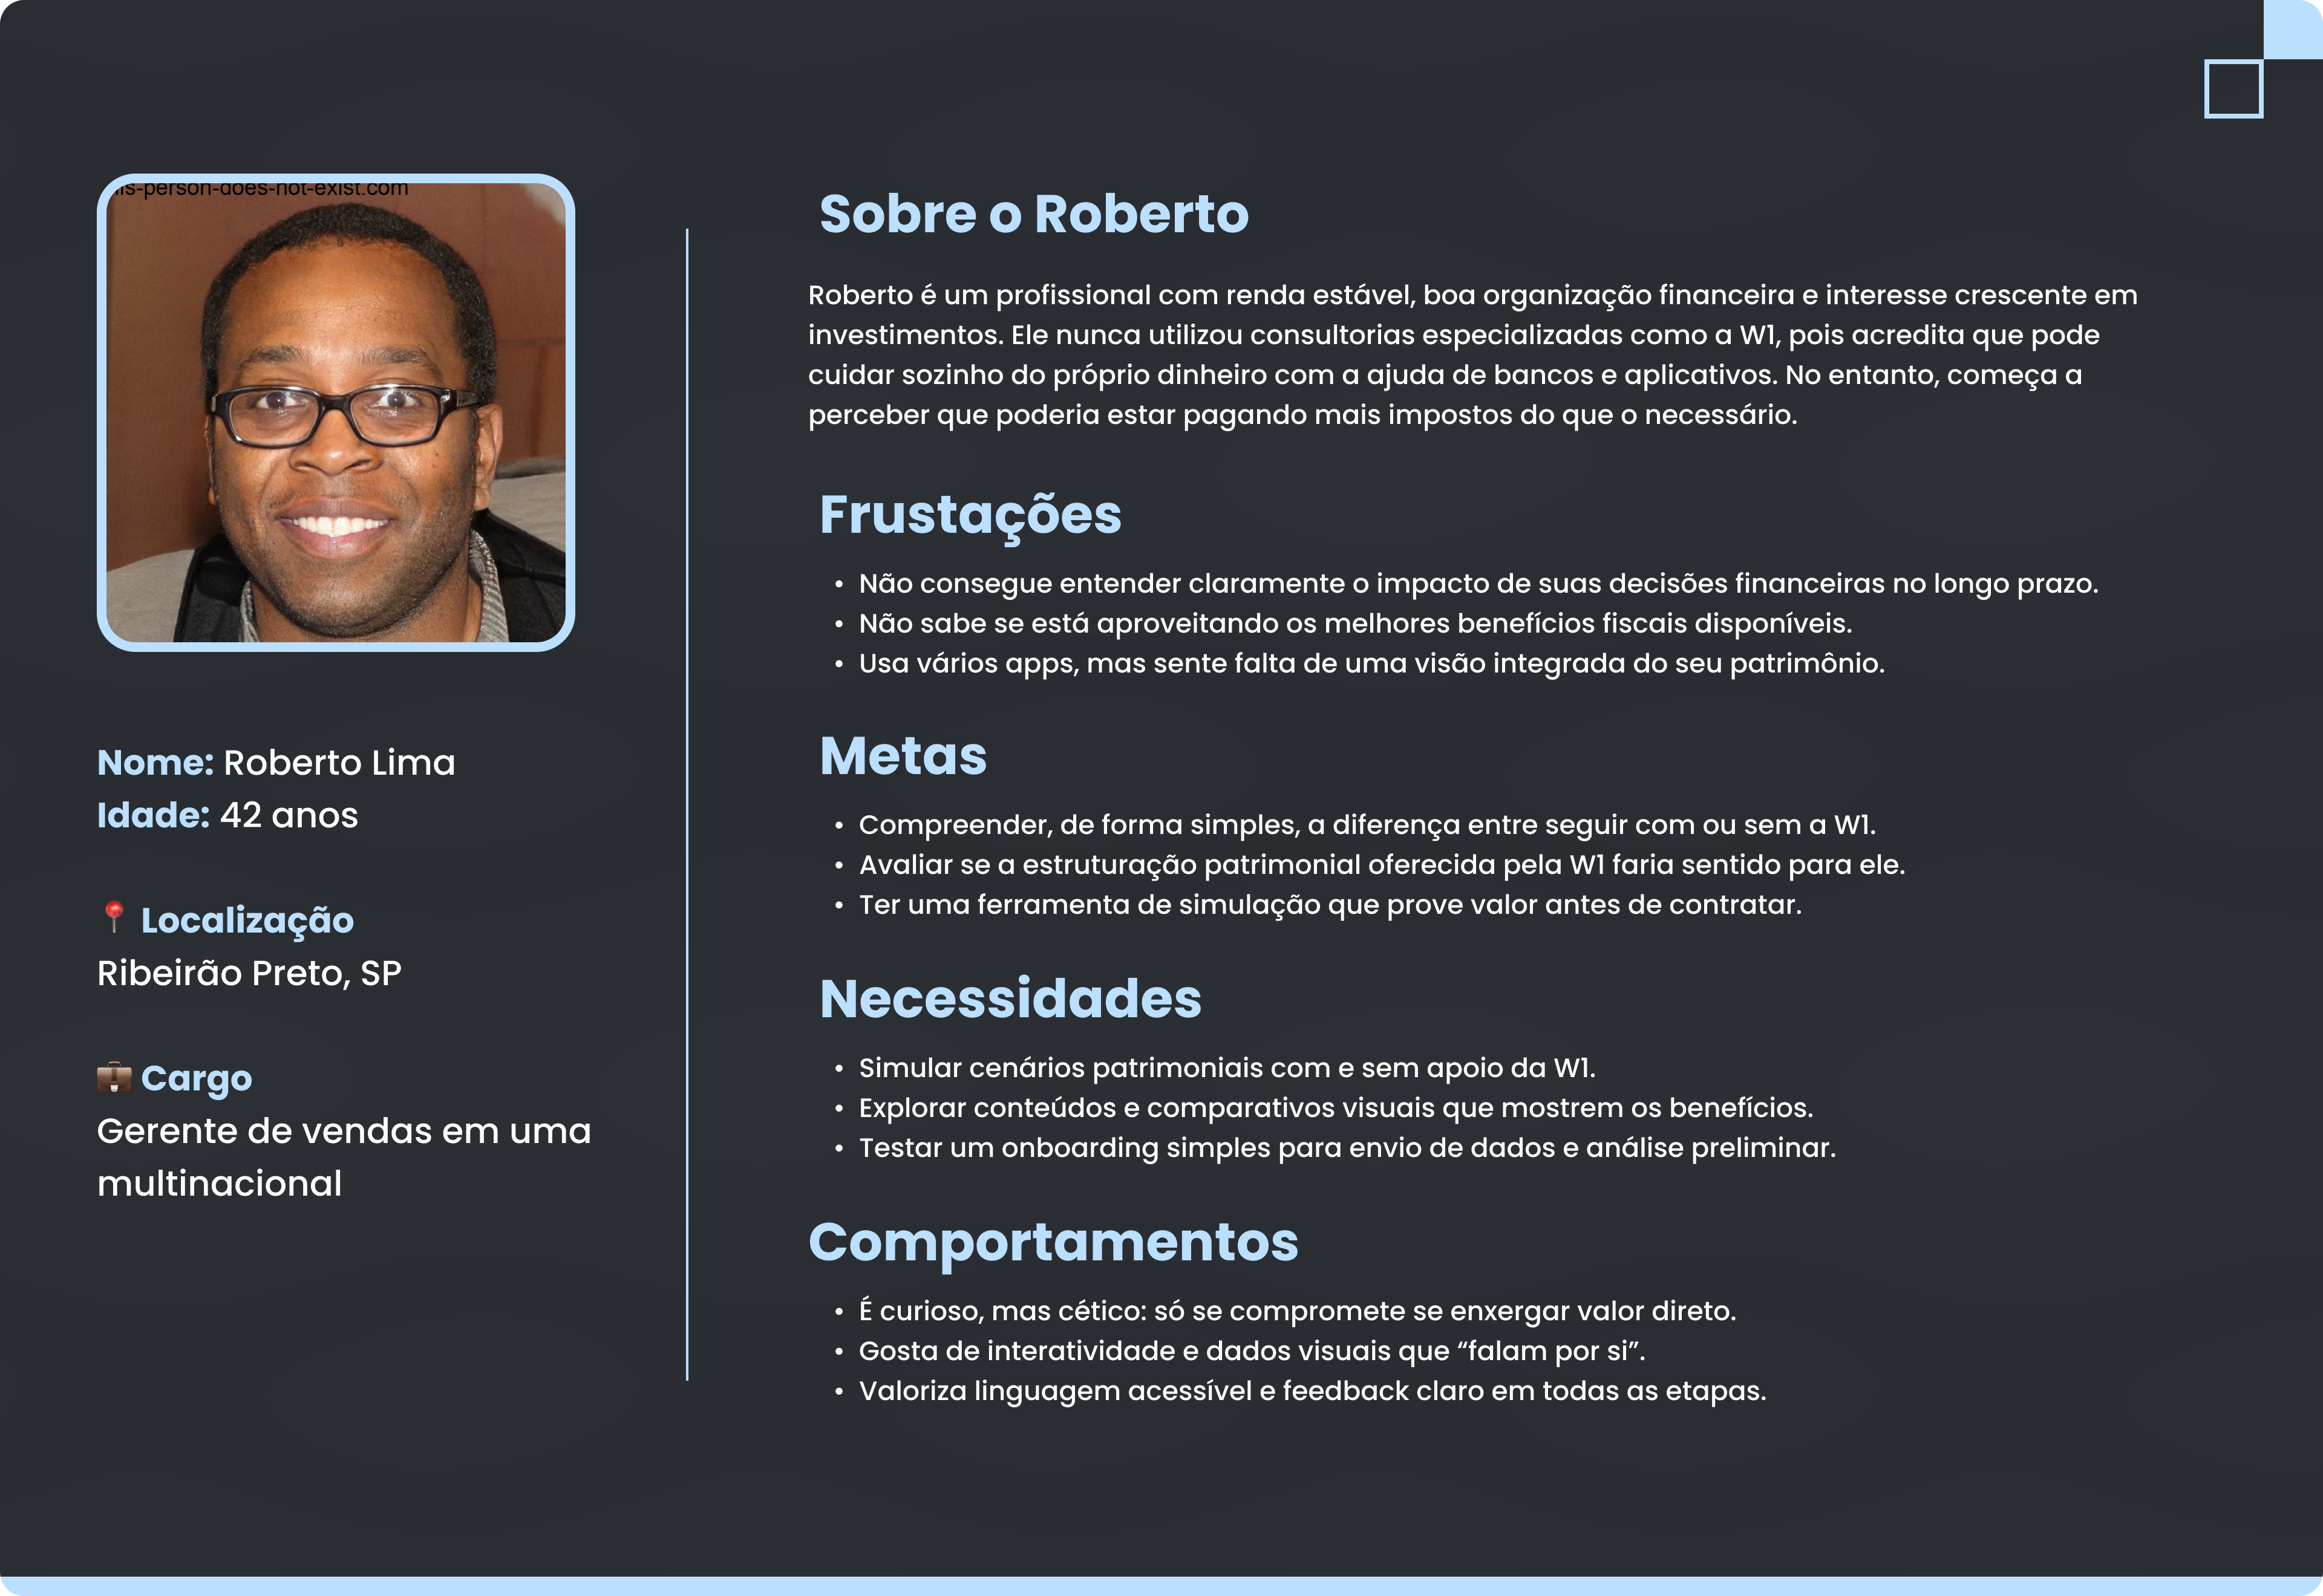 is-person-does-not-exist.com
Nome: Roberto Lima
Idade: 42 anos
📍 Localização
Ribeirão Preto, SP
💼 Cargo
Gerente de vendas em uma
multinacional
Sobre o Roberto
Roberto é um profissional com renda estável, boa organização financeira e interesse crescente em
investimentos. Ele nunca utilizou consultorias especializadas como a W1, pois acredita que pode
cuidar sozinho do próprio dinheiro com a ajuda de bancos e aplicativos. No entanto, começa a
perceber que poderia estar pagando mais impostos do que o necessário.
Frustações
• Não consegue entender claramente o impacto de suas decisões financeiras no longo prazo.
• Não sabe se está aproveitando os melhores benefícios fiscais disponíveis.
• Usa vários apps, mas sente falta de uma visão integrada do seu patrimônio.
Metas
• Compreender, de forma simples, a diferença entre seguir com ou sem a W1.
• Avaliar se a estruturação patrimonial oferecida pela W1 faria sentido para ele.
• Ter uma ferramenta de simulação que prove valor antes de contratar.
Necessidades
• Simular cenários patrimoniais com e sem apoio da W1.
• Explorar conteúdos e comparativos visuais que mostrem os benefícios.
• Testar um onboarding simples para envio de dados e análise preliminar.
Comportamentos
• É curioso, mas cético: só se compromete se enxergar valor direto.
• Gosta de interatividade e dados visuais que “falam por si”.
• Valoriza linguagem acessível e feedback claro em todas as etapas.